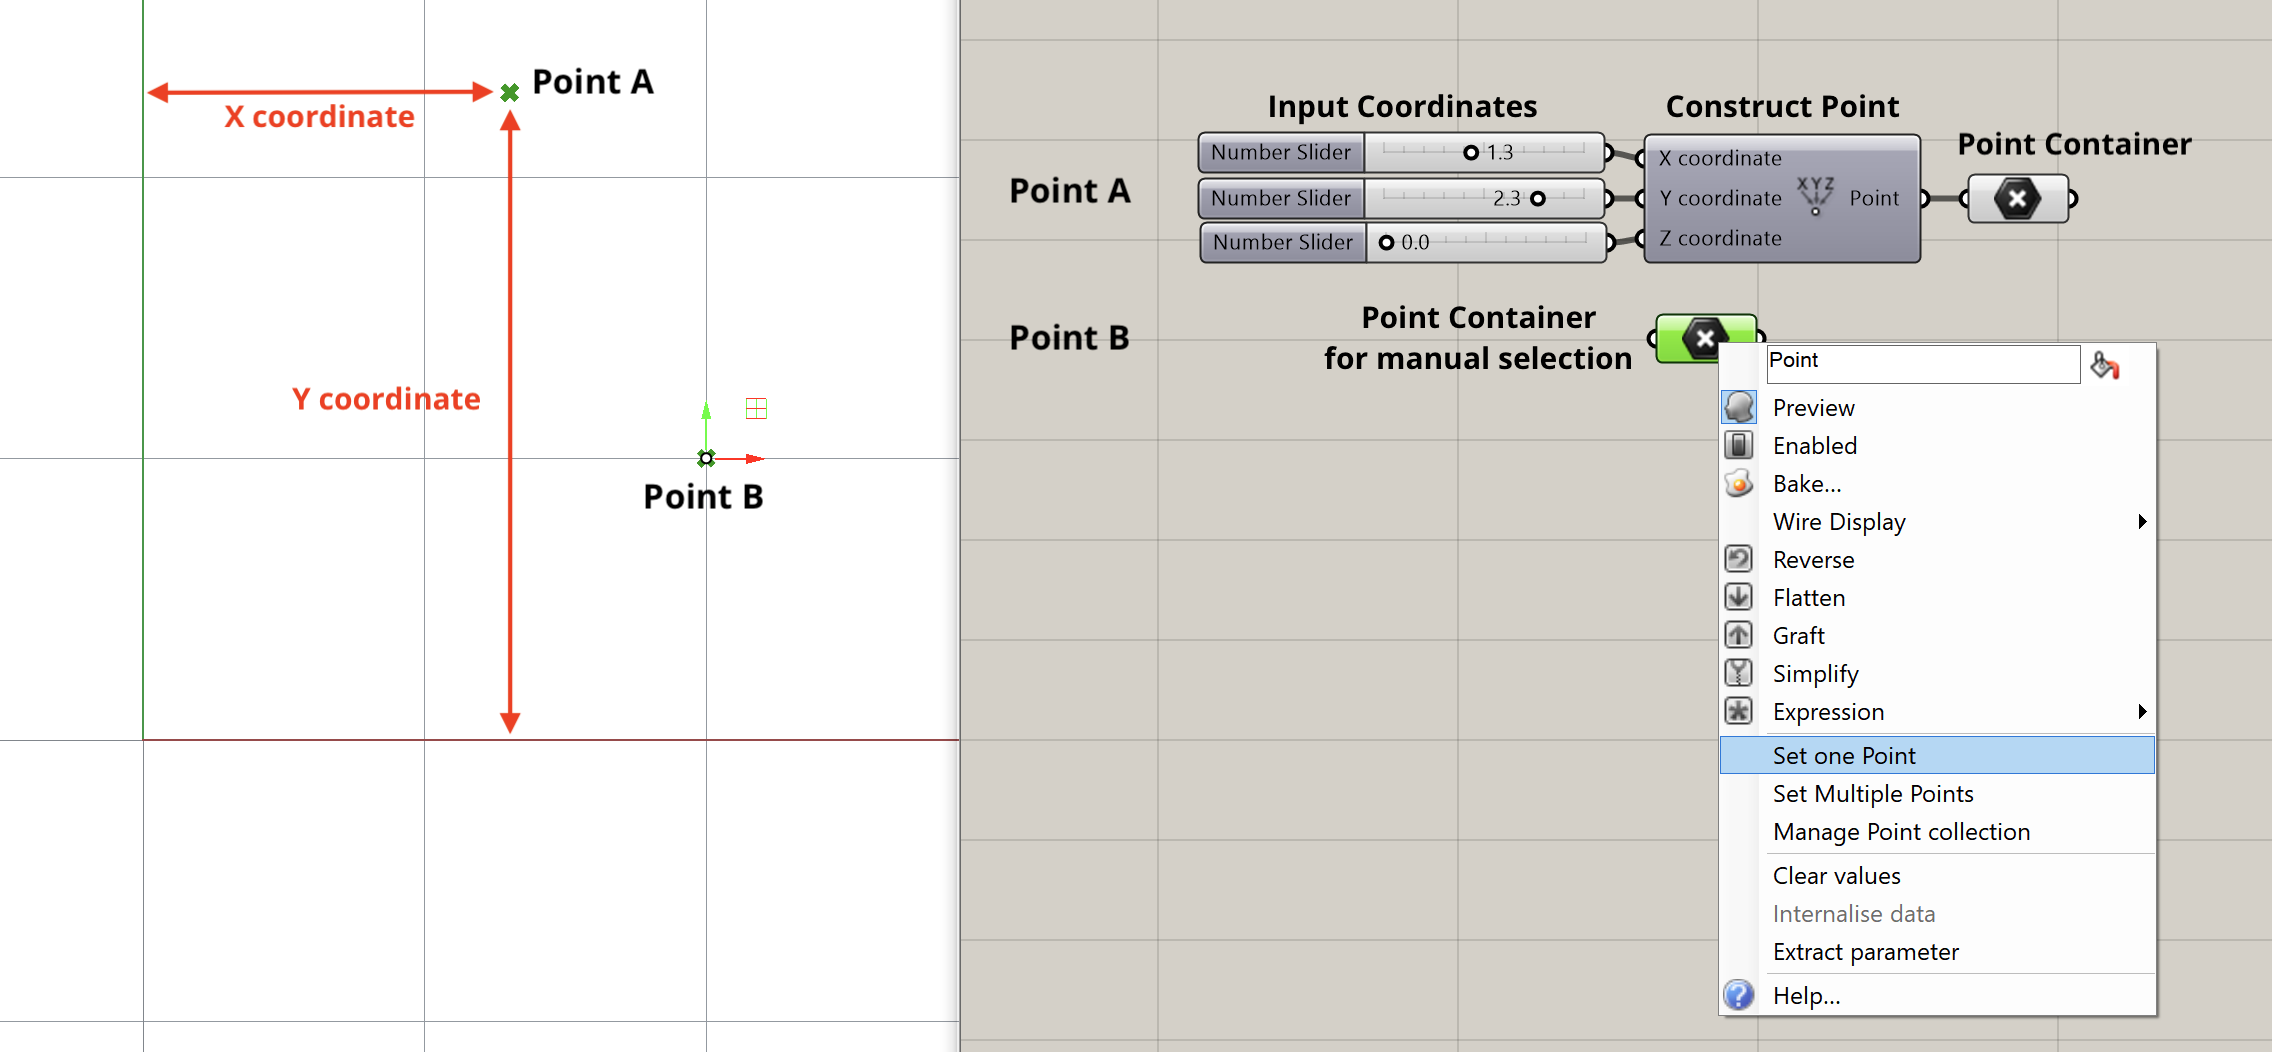 Point A
X coordinate
Y coordinate
Point B
Input Coordinates
Construct Point
Point Container
Point A
Number Slider 1.3
Number Slider 2.3
Number Slider 0.0
X coordinate
Y coordinate
Z coordinate
XYZ
Point
Point B
Point Container
for manual selection
Point
Preview
Enabled
Bake...
Wire Display
Reverse
Flatten
Graft
Simplify
Expression
Set one Point
Set Multiple Points
Manage Point collection
Clear values
Internalise data
Extract parameter
Help...